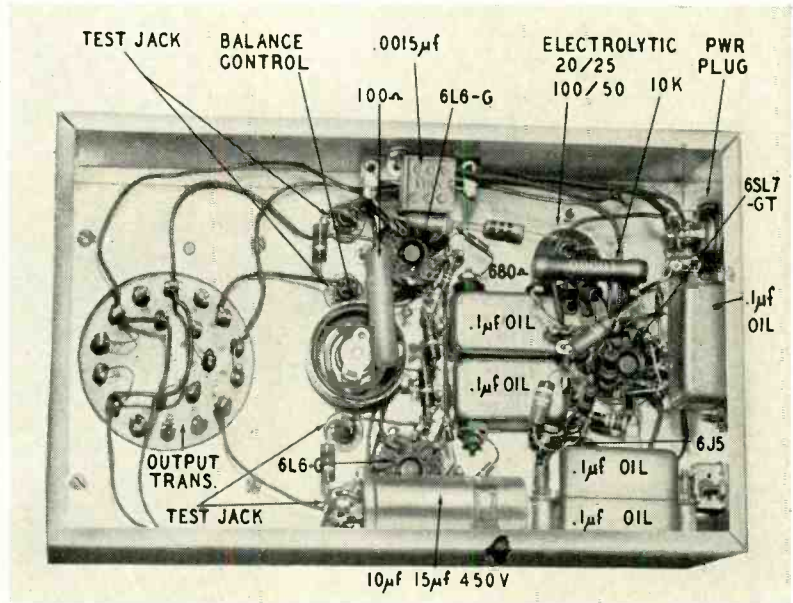 TEST JACK
BALANCE
CONTROL
.0015µf
ELECTROLYTIC
20/25
100/50
PWR
PLUG
100Ω
6L6-G
10K
6SL7
-GT
680Ω
.1µf OIL
.1µf
OIL
.1µf OIL
6J5
OUTPUT
TRANS.
6L6-G
.1µf OIL
TEST JACK
.1µf OIL
10µf 15µf 450V